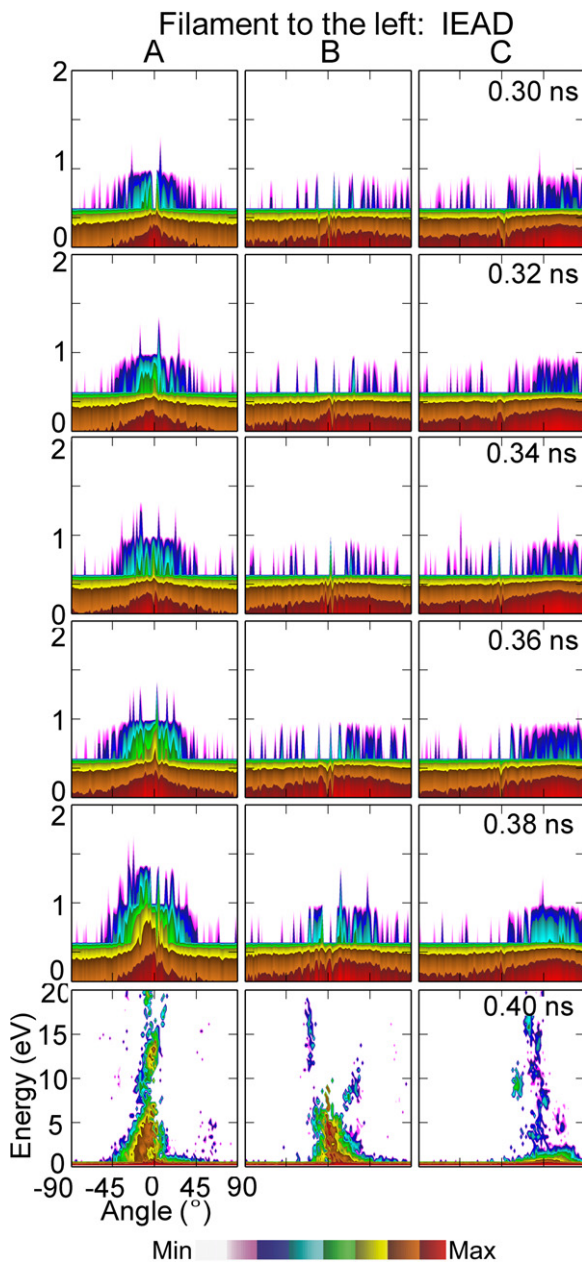 Filament to the left: IEAD
A B C
2 0.30 ns
1
0
2 0.32 ns
1
0
2 0.34 ns
1
0
2 0.36 ns
1
0
2 0.38 ns
1
0
20 0.40 ns
15
10
5
0
Energy (eV)
-90 -45 0 45 90
Angle (°)
Min Max